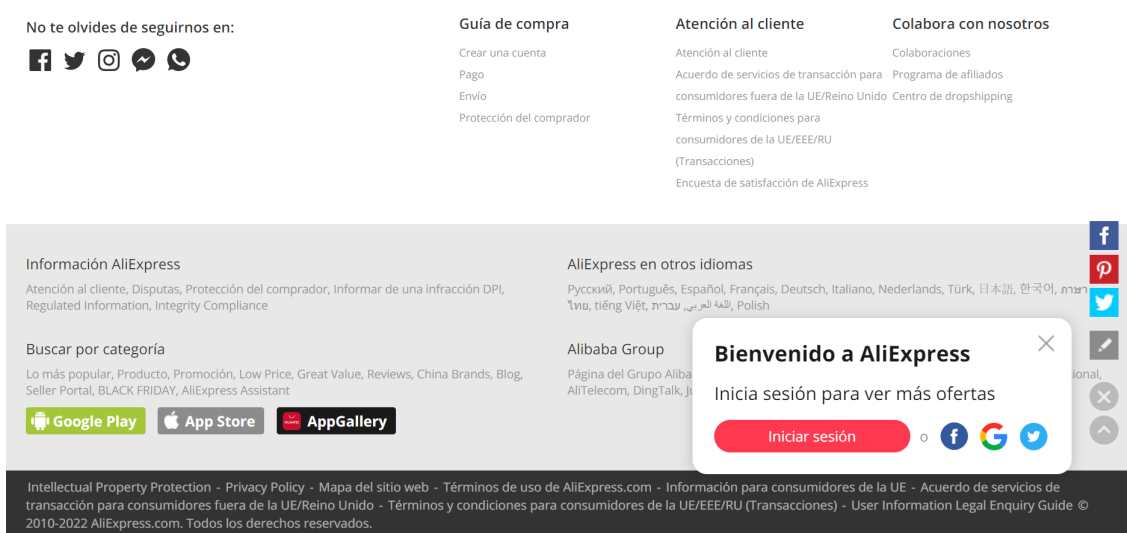 No te olvides de seguirnos en:
Guía de compra
Crear una cuenta
Pago
Envío
Protección del comprador
Atención al cliente
Atención al cliente
Acuerdo de servicios de transacción para
consumidores fuera de la UE/Reino Unido
Términos y condiciones para
consumidores de la UE/EEE/RU
(Transacciones)
Encuesta de satisfacción de AliExpress
Colabora con nosotros
Colaboraciones
Programa de afiliados
Centro de dropshipping
Información AliExpress
Atención al cliente, Disputas, Protección del comprador, Informar de una infracción DPI,
Regulated Information, Integrity Compliance
AliExpress en otros idiomas
Русский, Português, Español, Français, Deutsch, Italiano, Nederlands, Türk, 日本語, 한국어, ภาษา
ไทย, tiếng Việt, اللغة العربي, עברית, Polish
Buscar por categoría
Lo más popular, Producto, Promoción, Low Price, Great Value, Reviews, China Brands, Blog,
Seller Portal, BLACK FRIDAY, AliExpress Assistant
Google Play
App Store
AppGallery
Alibaba Group
Página del Grupo
AliTelecom, DingTalk,
Bienvenido a AliExpress
Inicia sesión para ver más ofertas
Iniciar sesión
o
Intellectual Property Protection - Privacy Policy - Mapa del sitio web - Términos de uso de AliExpress.com - Información para consumidores de la UE - Acuerdo de servicios de
transacción para consumidores fuera de la UE/Reino Unido - Términos y condiciones para consumidores de la UE/EEE/RU (Transacciones) - User Information Legal Enquiry Guide ©
2010-2022 AliExpress.com. Todos los derechos reservados.